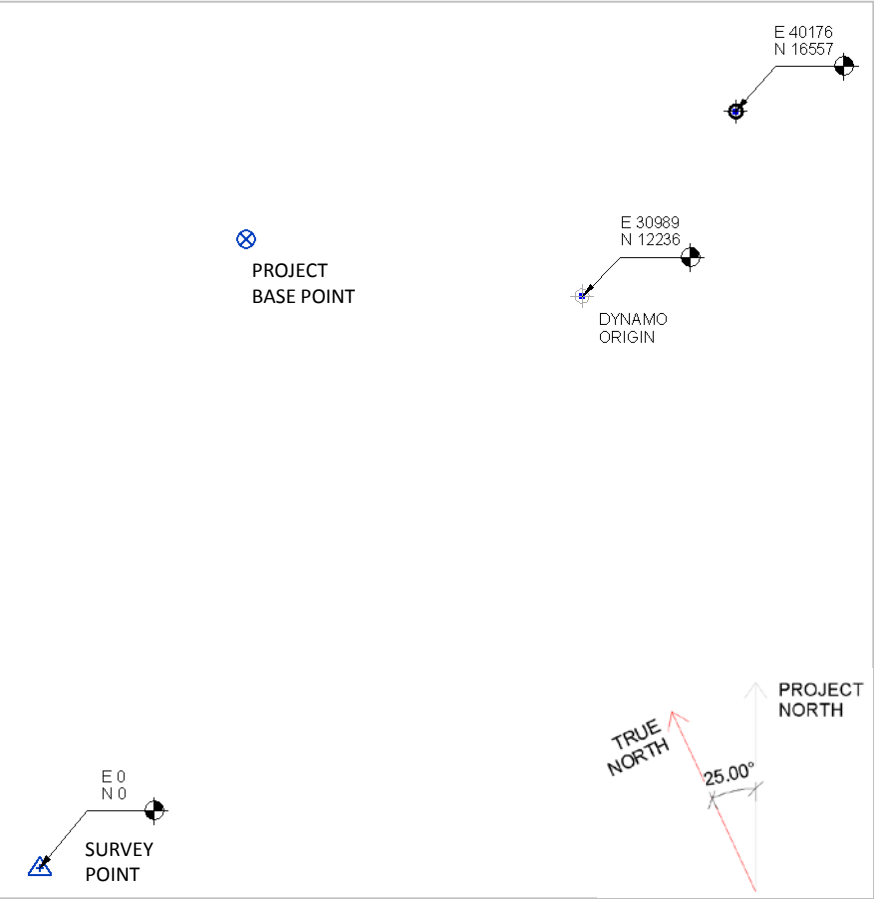 E 40176
N 16557
E 30989
N 12236
PROJECT
BASE POINT
DYNAMO
ORIGIN
PROJECT
NORTH
TRUE
NORTH
25.00°
E 0
N 0
SURVEY
POINT